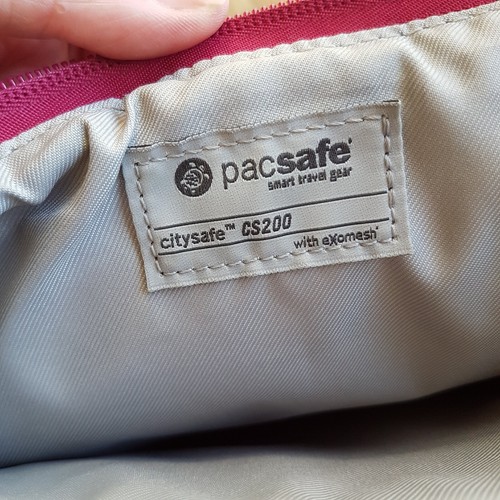 pacsafe®
smart travel gear
citysafe™ CS200
with eXomesh®